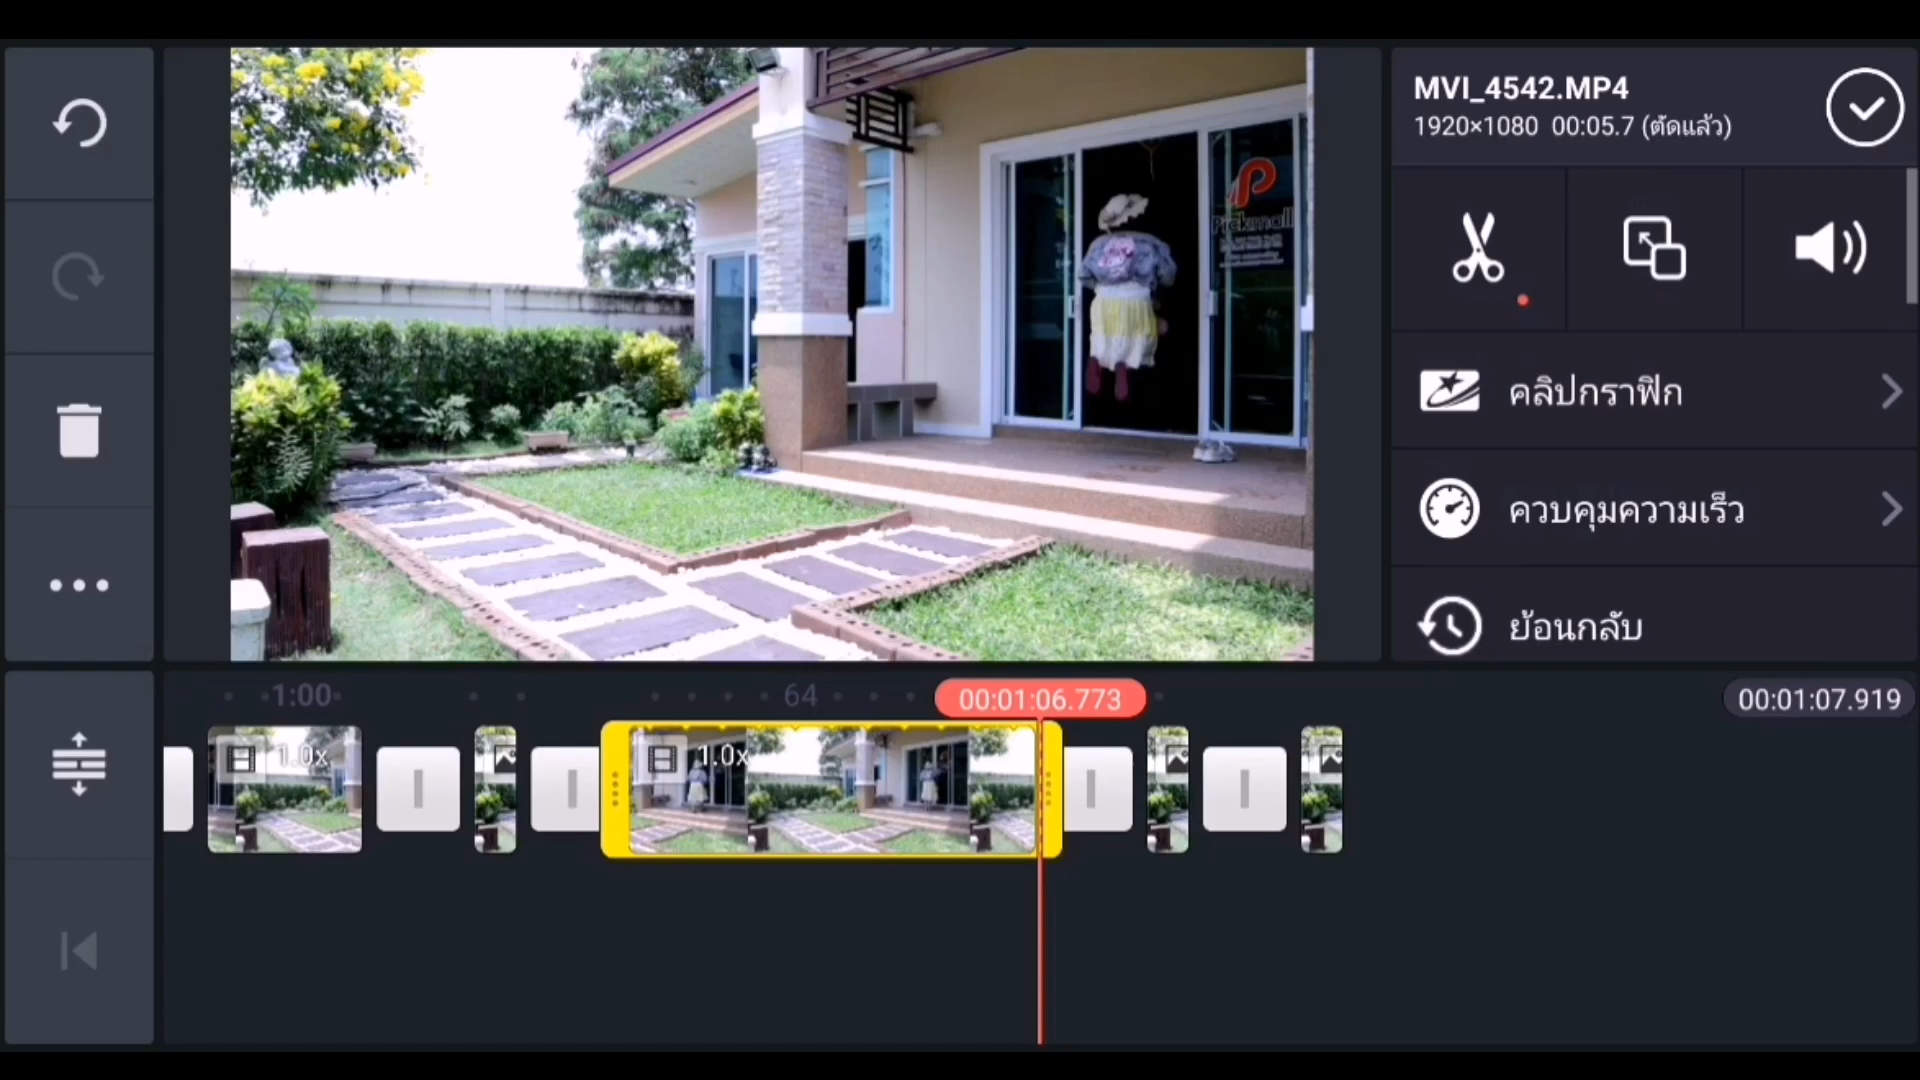 MVI_4542.MP4
1920×1080 00:05.7 (ตัดแล้ว)
Pickmall
คลิปกราฟิก
ควบคุมความเร็ว
ย้อนกลับ
1:00
64
00:01:06.773
00:01:07.919
1.0x
1.0x